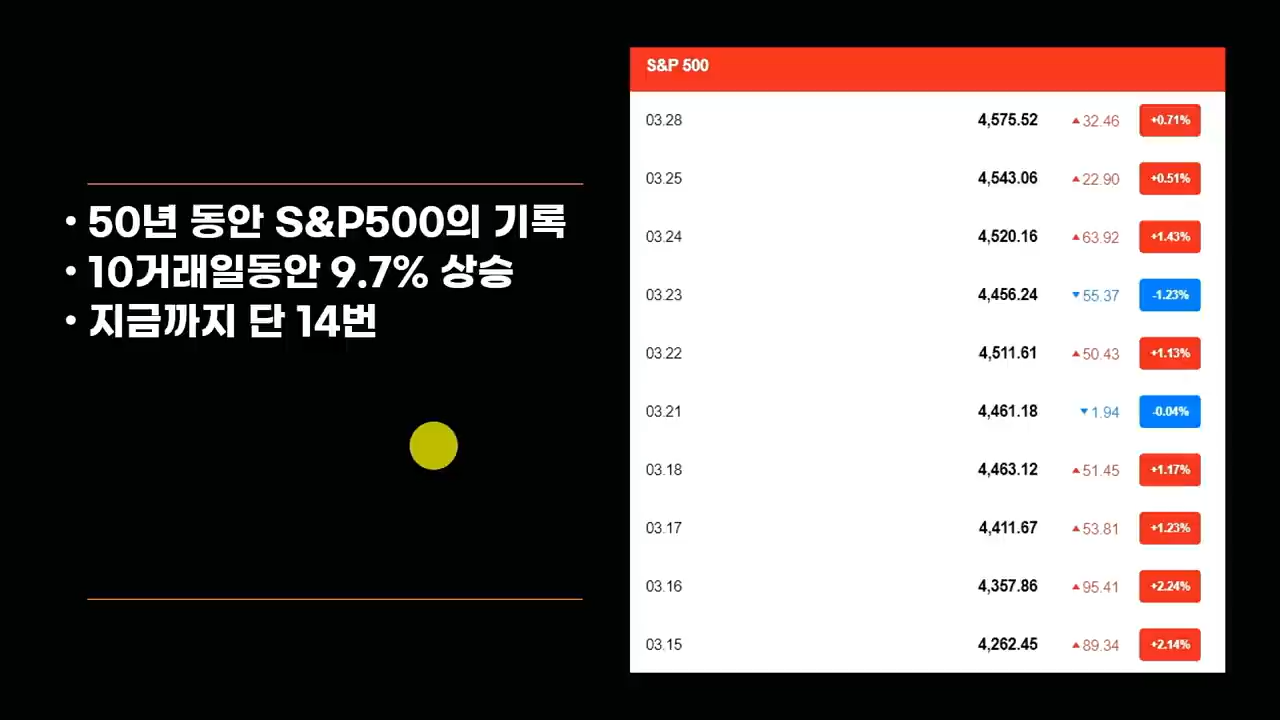 • 50년 동안 S&P500의 기록
• 10거래일동안 9.7% 상승
• 지금까지 단 14번
S&P 500
03.28 4,575.52 ▲32.46 +0.71%
03.25 4,543.06 ▲22.90 +0.51%
03.24 4,520.16 ▲63.92 +1.43%
03.23 4,456.24 ▼55.37 -1.23%
03.22 4,511.61 ▲50.43 +1.13%
03.21 4,461.18 ▼1.94 -0.04%
03.18 4,463.12 ▲51.45 +1.17%
03.17 4,411.67 ▲53.81 +1.23%
03.16 4,357.86 ▲95.41 +2.24%
03.15 4,262.45 ▲89.34 +2.14%